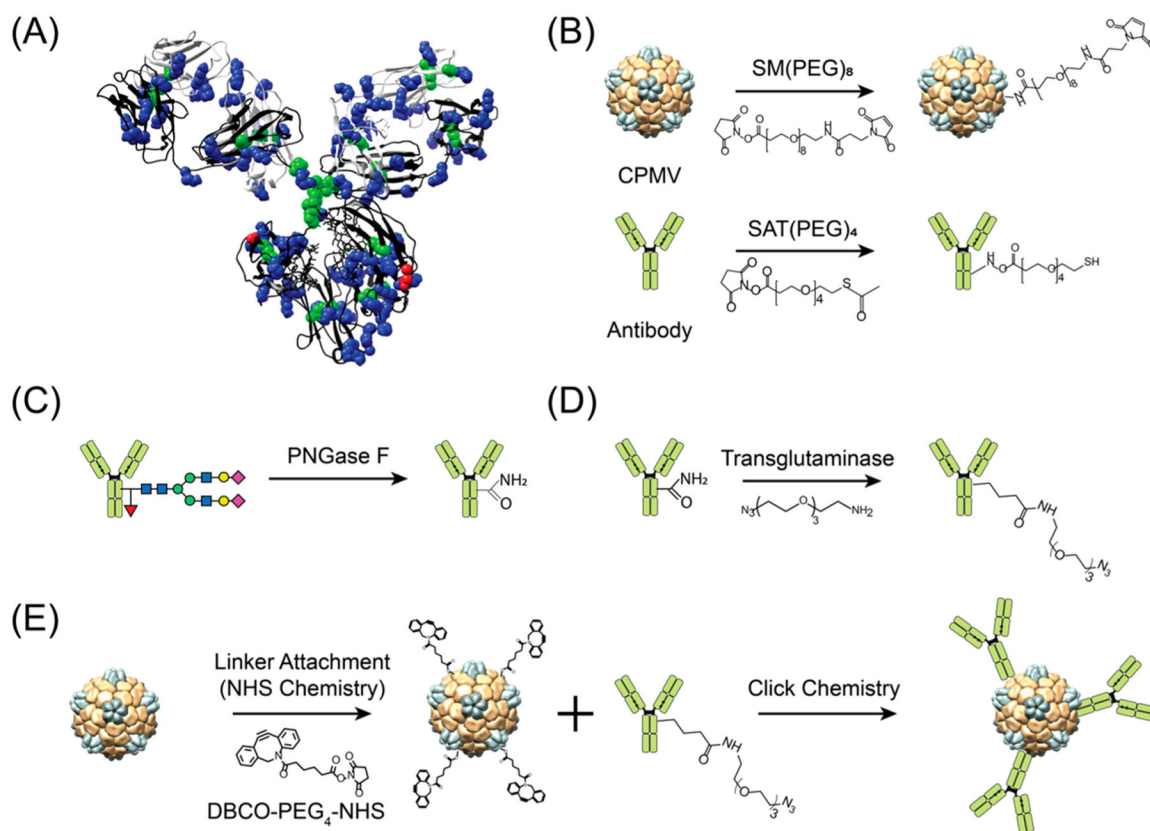 (A)
(B)
SM(PEG)₈
CPMV
SAT(PEG)₄
Antibody
SH
(C)
PNGase F
NH₂
O
(D)
Transglutaminase
NH₂
O
N₃
O
3
NH₂
O
NH
O
3
N₃
(E)
Linker Attachment
(NHS Chemistry)
DBCO-PEG₄-NHS
+
O
NH
O
3
N₃
Click Chemistry